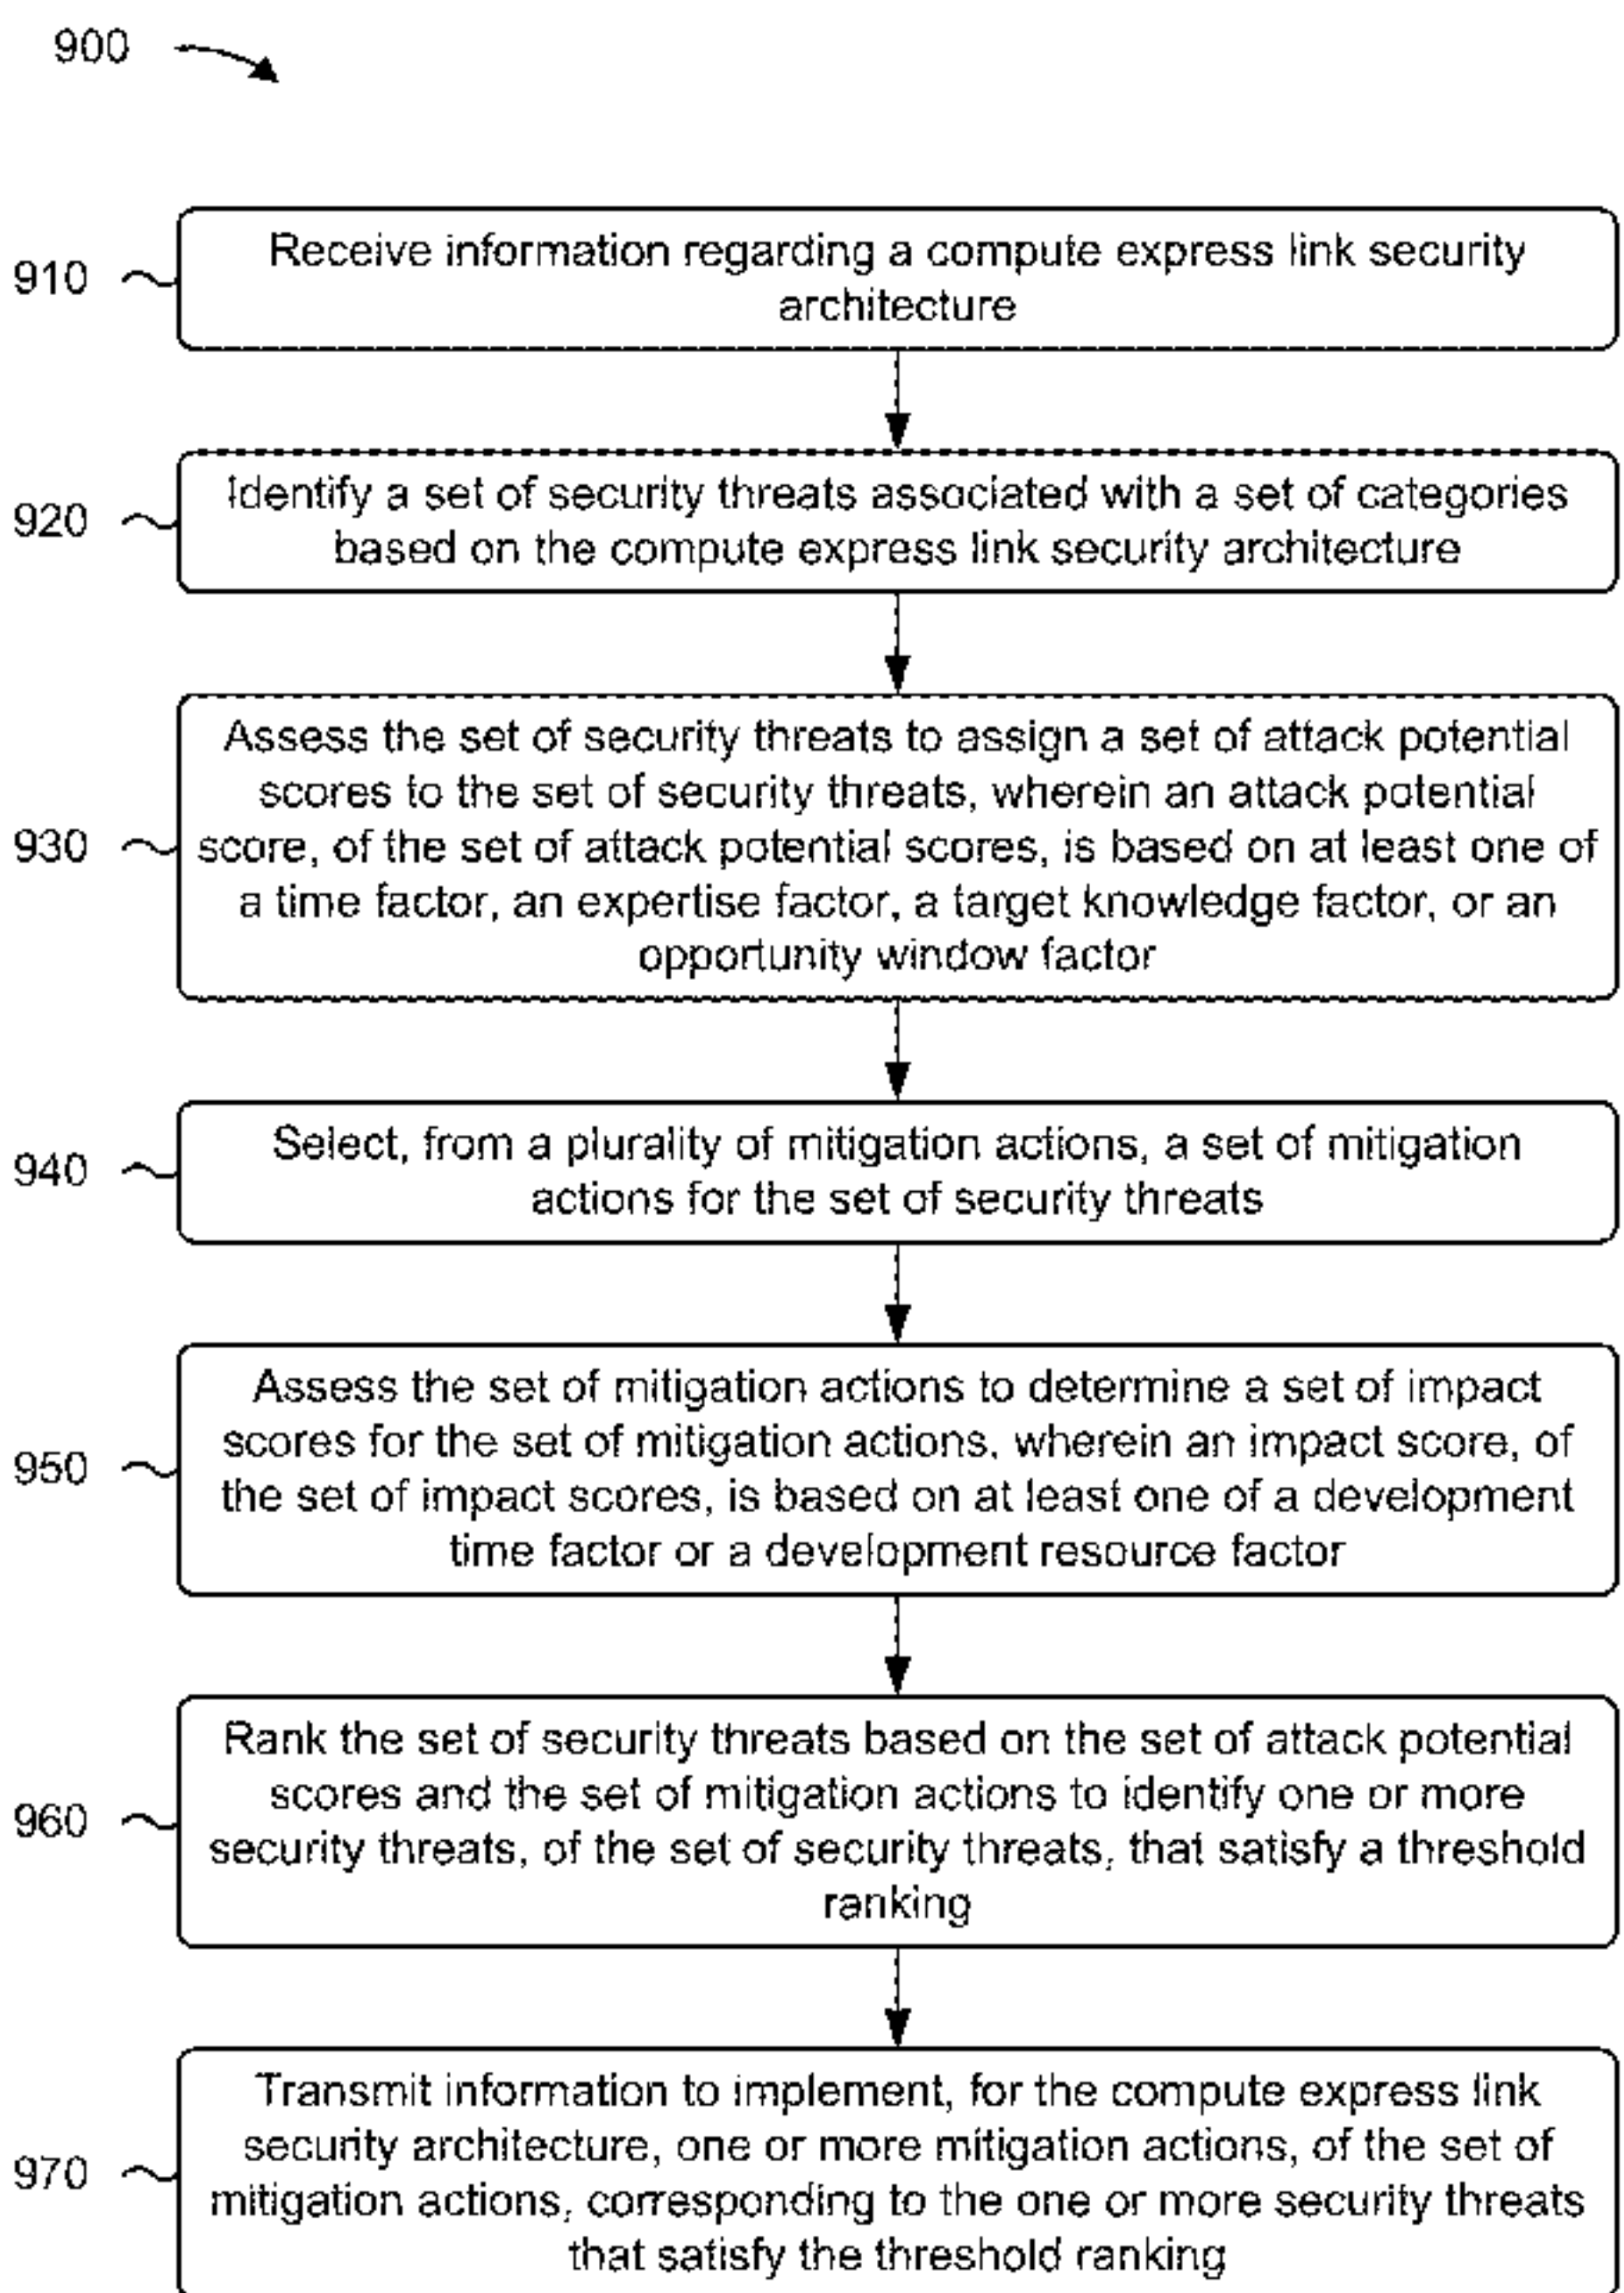 900
910
Receive information regarding a compute express link security
architecture
920
Identify a set of security threats associated with a set of categories
based on the compute express link security architecture
930
Assess the set of security threats to assign a set of attack potential
scores to the set of security threats, wherein an attack potential
score, of the set of attack potential scores, is based on at least one of
a time factor, an expertise factor, a target knowledge factor, or an
opportunity window factor
940
Select, from a plurality of mitigation actions, a set of mitigation
actions for the set of security threats
950
Assess the set of mitigation actions to determine a set of impact
scores for the set of mitigation actions, wherein an impact score, of
the set of impact scores, is based on at least one of a development
time factor or a development resource factor
960
Rank the set of security threats based on the set of attack potential
scores and the set of mitigation actions to identify one or more
security threats, of the set of security threats, that satisfy a threshold
ranking
970
Transmit information to implement, for the compute express link
security architecture, one or more mitigation actions, of the set of
mitigation actions, corresponding to the one or more security threats
that satisfy the threshold ranking